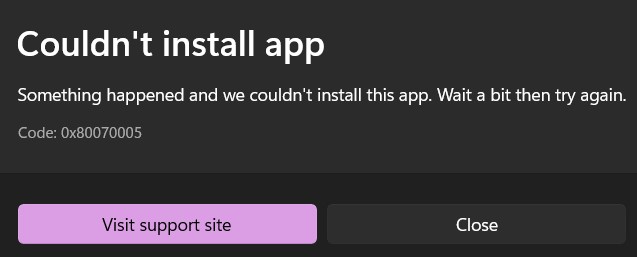 Couldn't install app
Something happened and we couldn't install this app. Wait a bit then try again.
Code: 0x80070005
Visit support site
Close